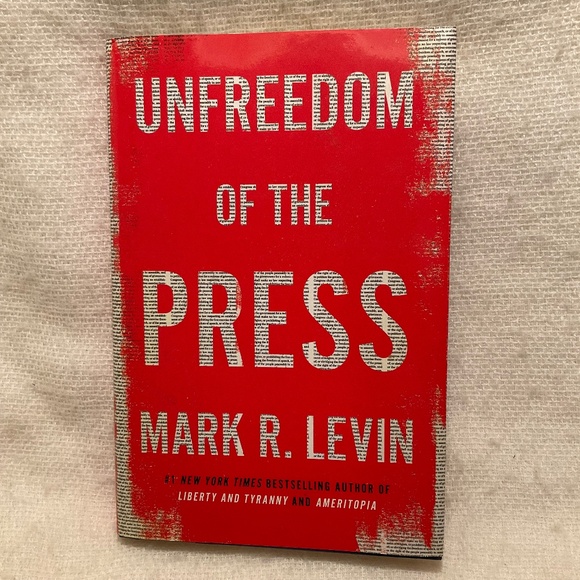 UNFREEDOM
OF THE
PRESS
MARK R. LEVIN
#1 NEW YORK TIMES BESTSELLING AUTHOR OF
LIBERTY AND TYRANNY AND AMERITOPIA